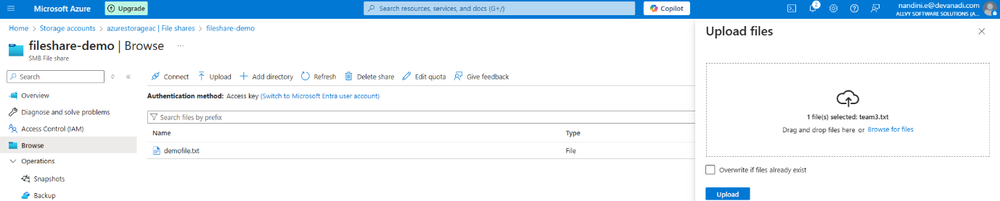 Microsoft Azure
Upgrade
Search resources, services, and docs (G+/)
Copilot
2
nandini.e@devanadi.com
ALLVY SOFTWARE SOLUTIONS (A...
Home > Storage accounts > azurestorageac | File shares > fileshare-demo
fileshare-demo | Browse ...
SMB File share
Search
Overview
Diagnose and solve problems
Access Control (IAM)
Browse
Operations
Snapshots
Backup
Connect Upload Add directory Refresh Delete share Edit quota Give feedback
Authentication method: Access key (Switch to Microsoft Entra user account)
Search files by prefix
Name Type
demofile.txt File
Upload files
1 file(s) selected: team3.txt
Drag and drop files here or Browse for files
Overwrite if files already exist
Upload